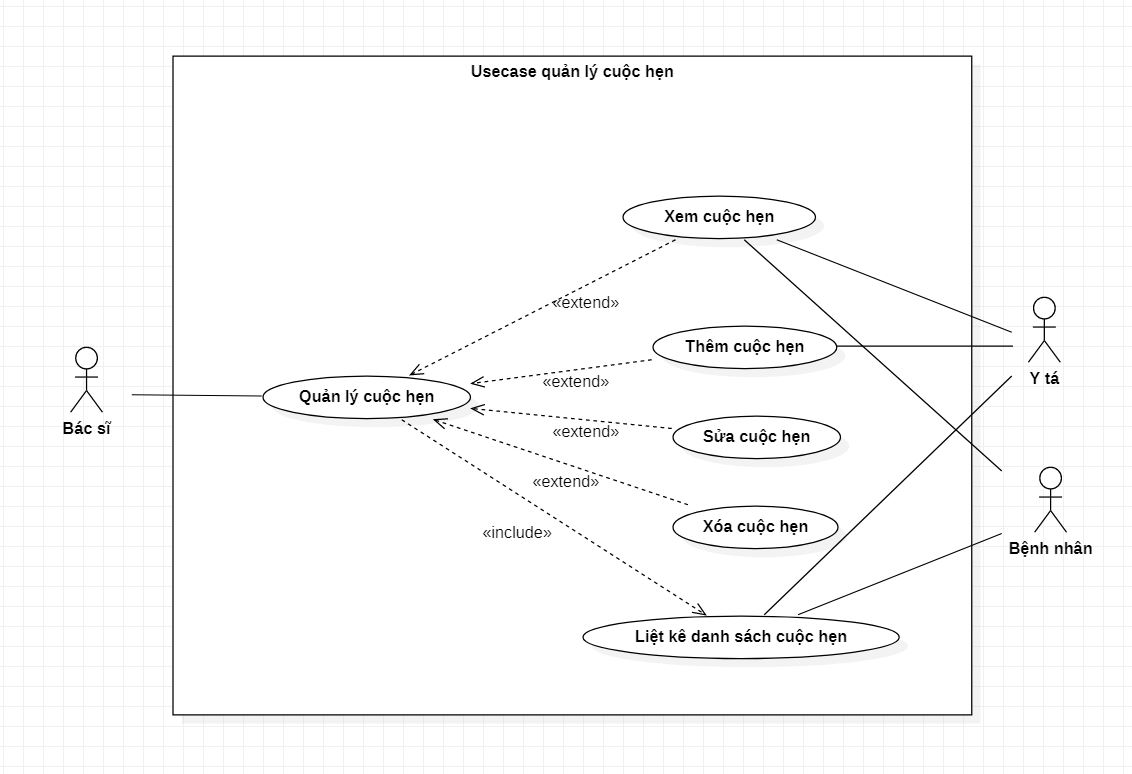 Usecase quản lý cuộc hẹn
Xem cuộc hẹn
«extend»
Thêm cuộc hẹn
Y tá
«extend»
Quản lý cuộc hẹn
Bác sĩ
«extend»
Sửa cuộc hẹn
«extend»
Xóa cuộc hẹn
«include»
Bệnh nhân
Liệt kê danh sách cuộc hẹn